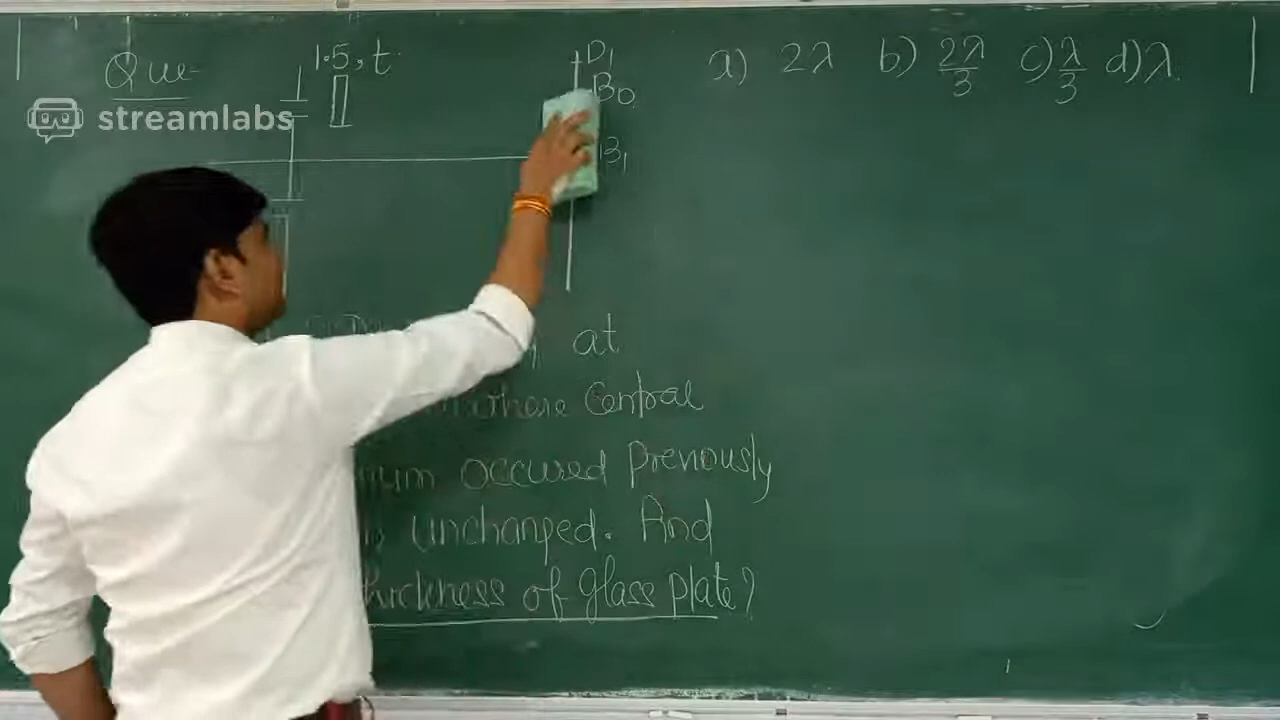 Que
1.5, t
D1
B0
B1
a) 2λ b) 2λ/3 c) λ/3 d) λ
streamlabs
at
where Central
occured Previously
unchanged. And
thickness of glass plate?